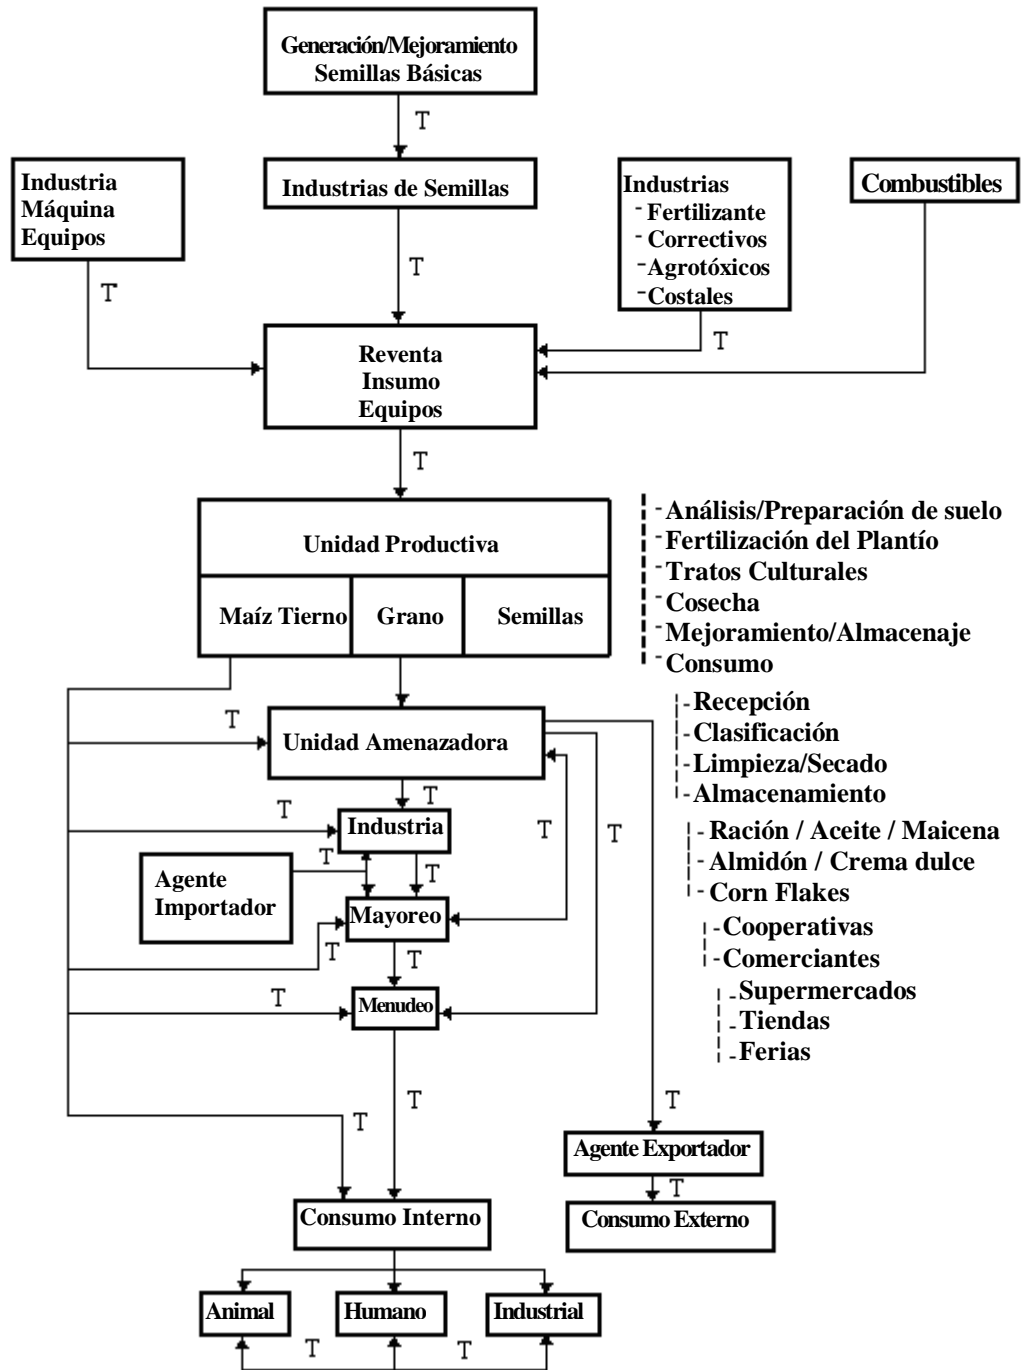 Generación/Mejoramiento
Semillas Básicas
T
Industria
Máquina
Equipos
Industrias de Semillas
Industrias
- Fertilizante
- Correctivos
- Agrotóxicos
- Costales
Combustibles
T
T
T
Reventa
Insumo
Equipos
T
Unidad Productiva
Maíz Tierno
Grano
Semillas
- Análisis/Preparación de suelo
- Fertilización del Plantío
- Tratos Culturales
- Cosecha
- Mejoramiento/Almacenaje
- Consumo
T
Unidad Amenazadora
- Recepción
- Clasificación
- Limpieza/Secado
- Almacenamiento
T
T
T
T
Industria
- Ración / Aceite / Maicena
- Almidón / Crema dulce
- Corn Flakes
T
T
Agente
Importador
Mayoreo
- Cooperativas
- Comerciantes
T
T
T
Menudeo
- Supermercados
- Tiendas
- Ferias
T
T
T
Agente Exportador
T
Consumo Interno
Consumo Externo
Animal
Humano
Industrial
T
T